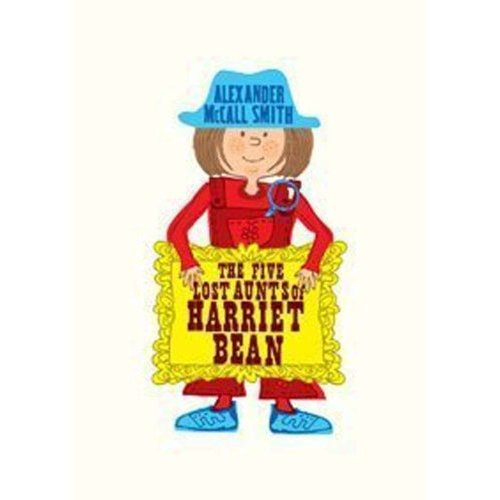 ALEXANDER
McCALL SMITH
THE FIVE
LOST AUNTS of
HARRIET
BEAN